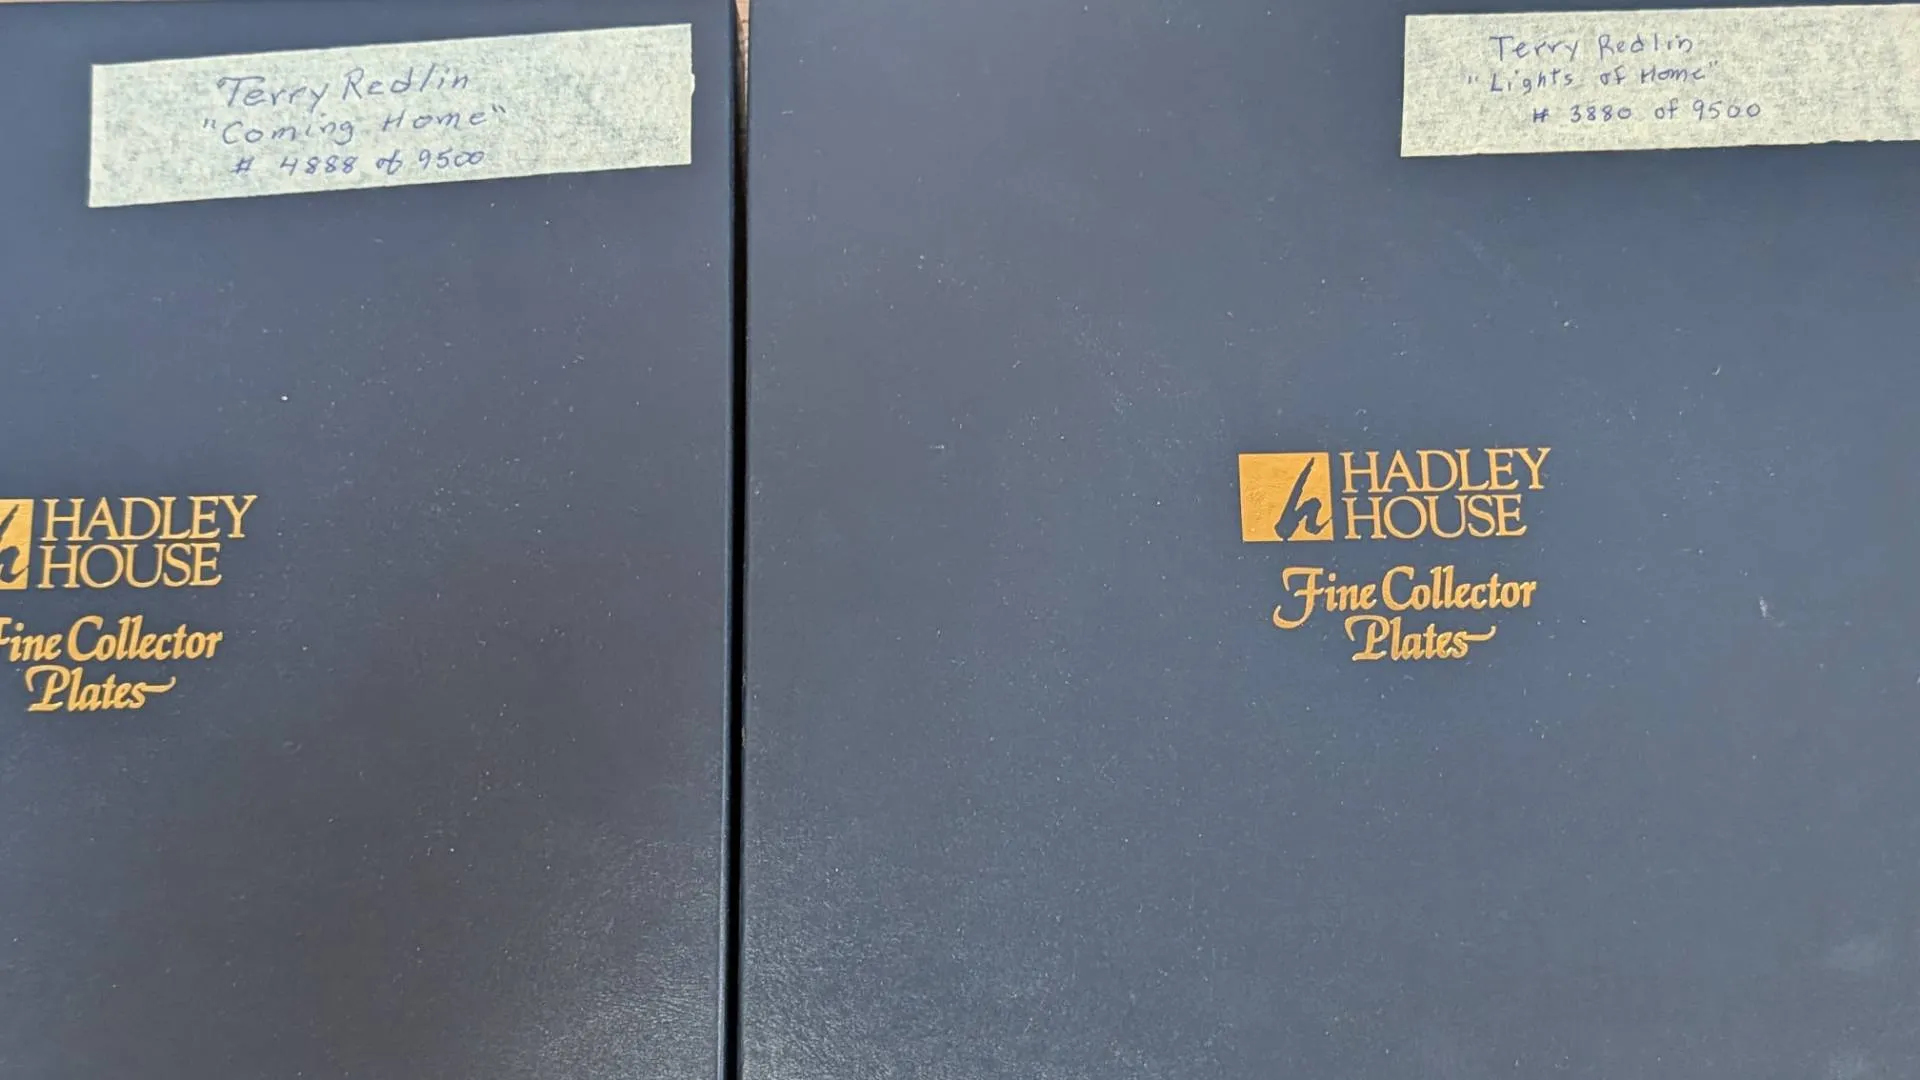 Terry Redlin
"Coming Home"
# 4888 of 9500
HADLEY
HOUSE
Fine Collector
Plates
Terry Redlin
"Lights of Home"
# 3880 of 9500
h HADLEY
HOUSE
Fine Collector
Plates